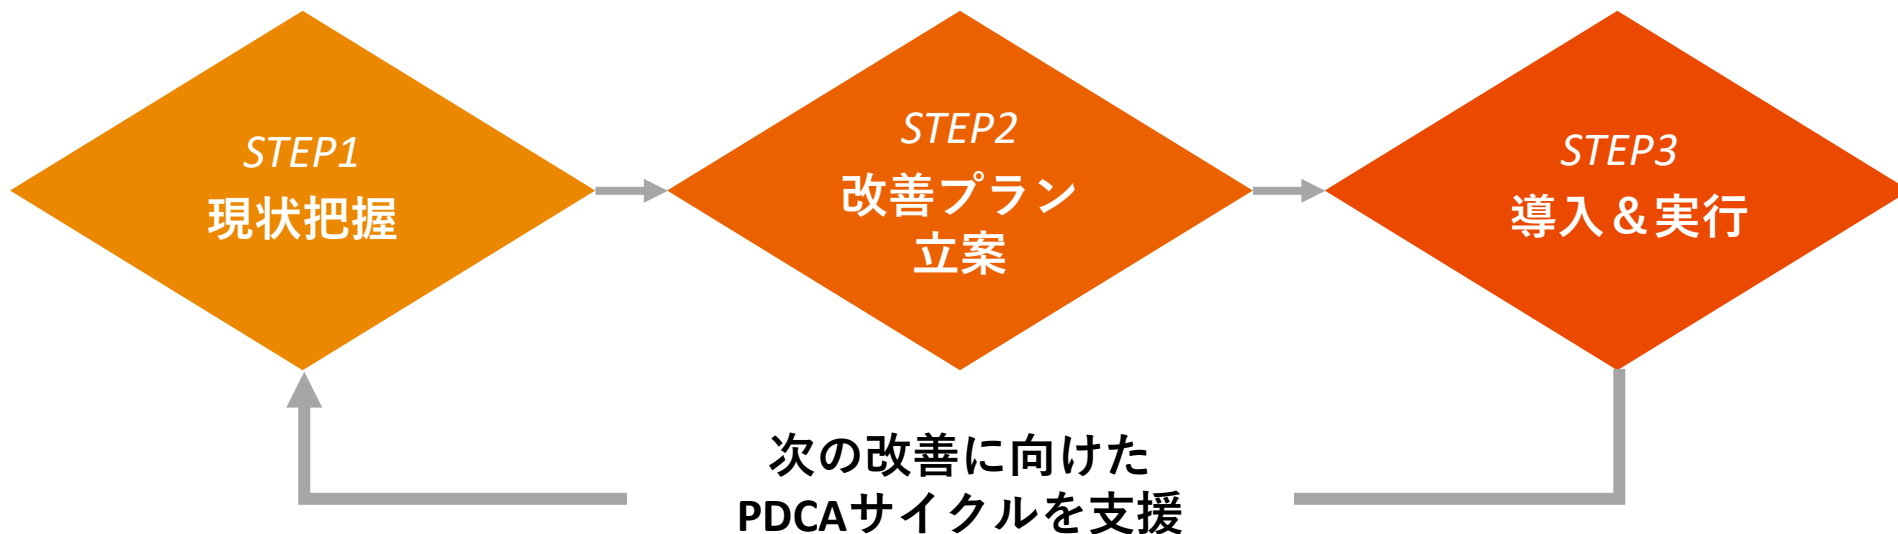 STEP1
現状把握
STEP2
改善プラン
立案
STEP3
導入＆実行
次の改善に向けた
PDCAサイクルを支援